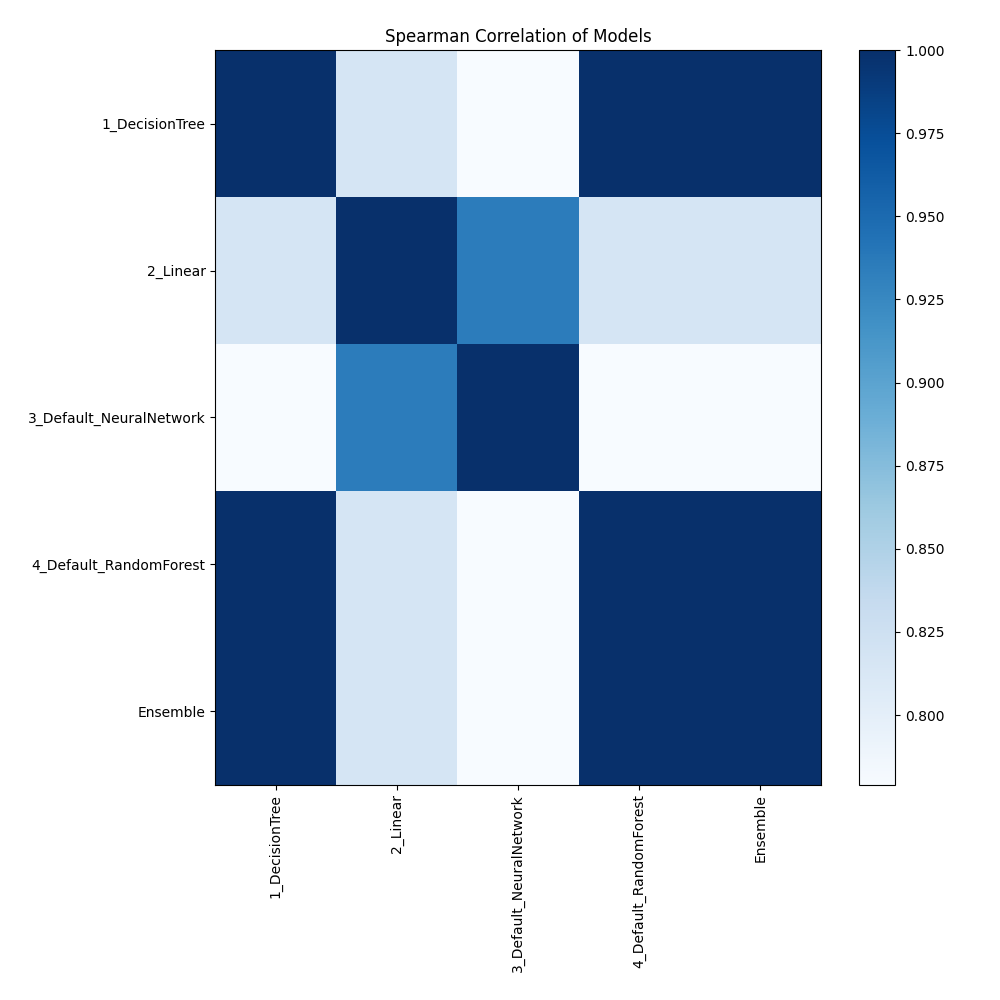 Spearman Correlation of Models
1_DecisionTree
2_Linear
3_Default_NeuralNetwork
4_Default_RandomForest
Ensemble
1_DecisionTree
2_Linear
3_Default_NeuralNetwork
4_Default_RandomForest
Ensemble
1.000
0.975
0.950
0.925
0.900
0.875
0.850
0.825
0.800